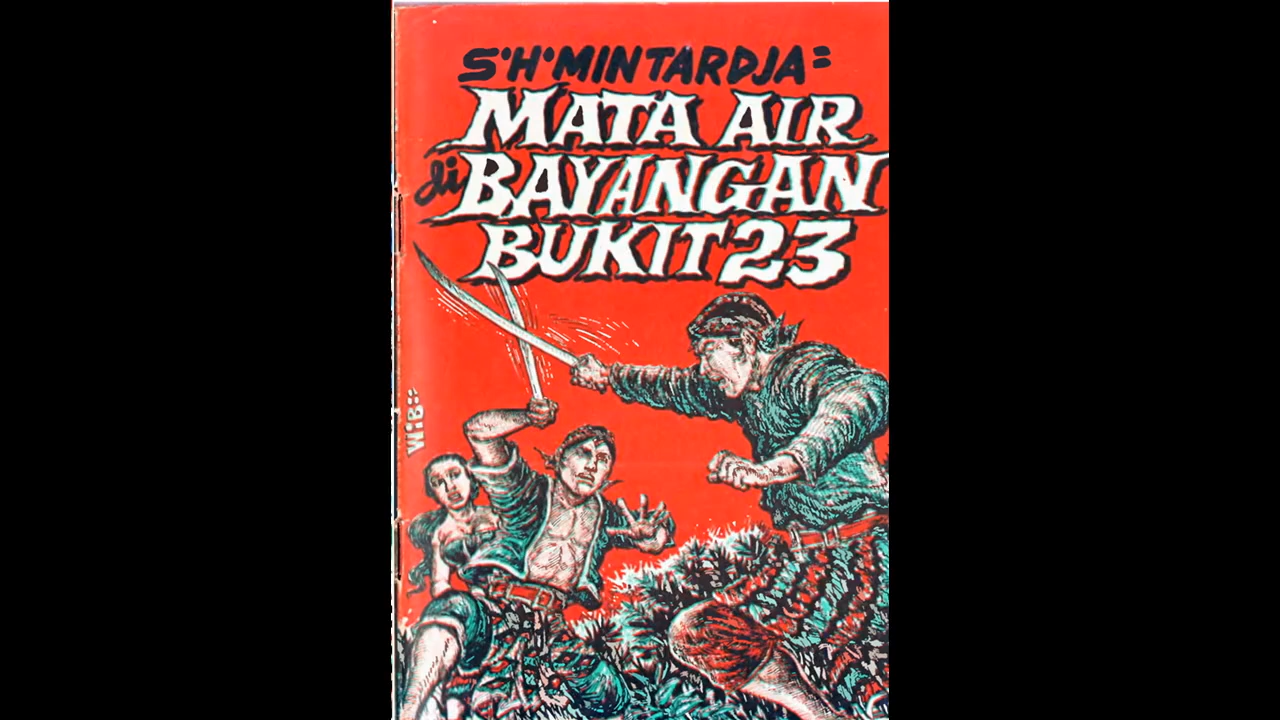 S·H·MINTARDJA=
MATA AIR
di BAYANGAN
BUKIT 23
WIB::